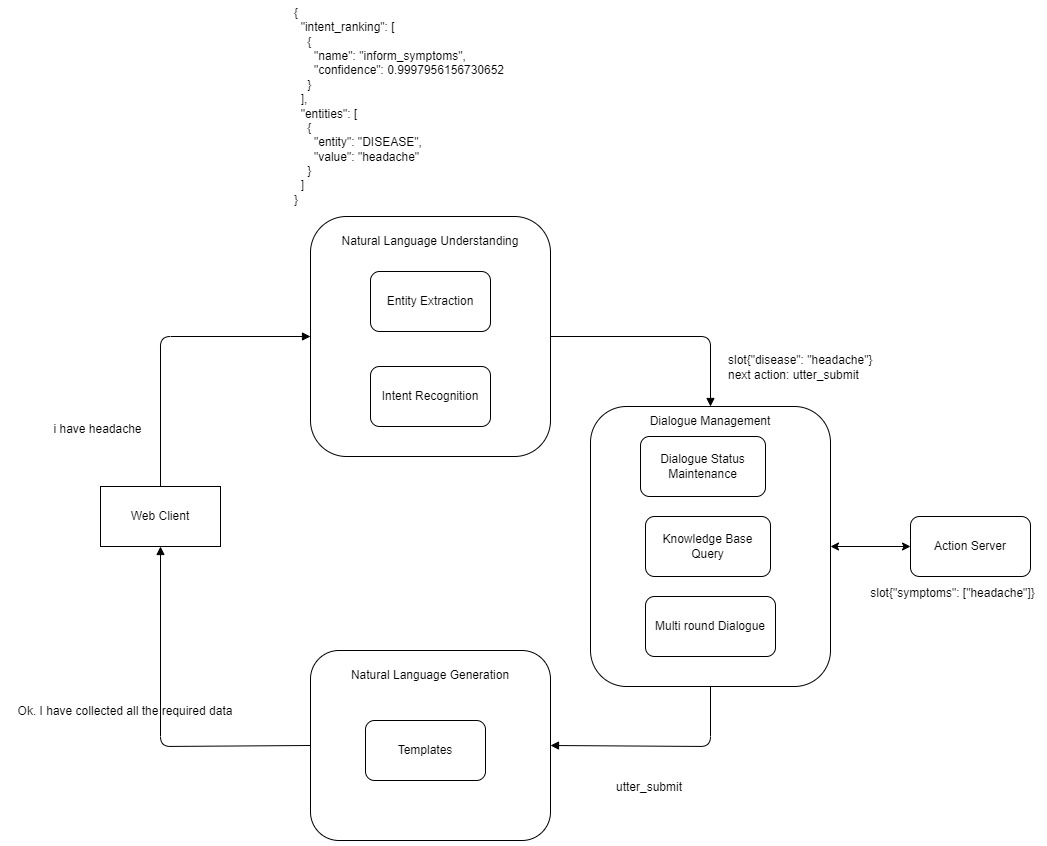 {
"intent_ranking": [
{
"name": "inform_symptoms",
"confidence": 0.9997956156730652
}
],
"entities": [
{
"entity": "DISEASE",
"value": "headache"
}
]
}
Natural Language Understanding
Entity Extraction
Intent Recognition
slot{"disease": "headache"}
next action: utter_submit
i have headache
Dialogue Management
Dialogue Status
Maintenance
Web Client
Knowledge Base
Query
Action Server
slot{"symptoms": ["headache"]}
Multi round Dialogue
Natural Language Generation
Ok. I have collected all the required data
Templates
utter_submit